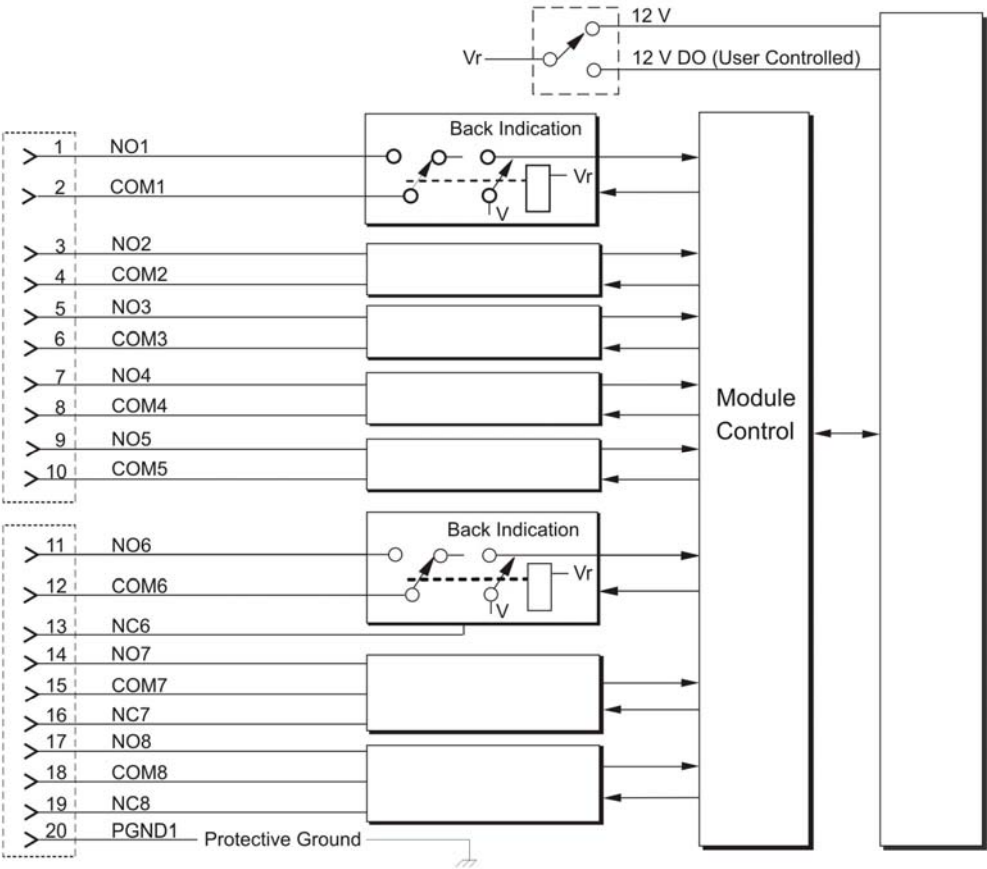 12 V
Vr
12 V DO (User Controlled)
Back Indication
1 NO1
Vr
2 COM1
V
3 NO2
4 COM2
5 NO3
6 COM3
7 NO4
8 COM4
Module
Control
9 NO5
10 COM5
Back Indication
11 NO6
Vr
12 COM6
V
13 NC6
14 NO7
15 COM7
16 NC7
17 NO8
18 COM8
19 NC8
20 PGND1 Protective Ground